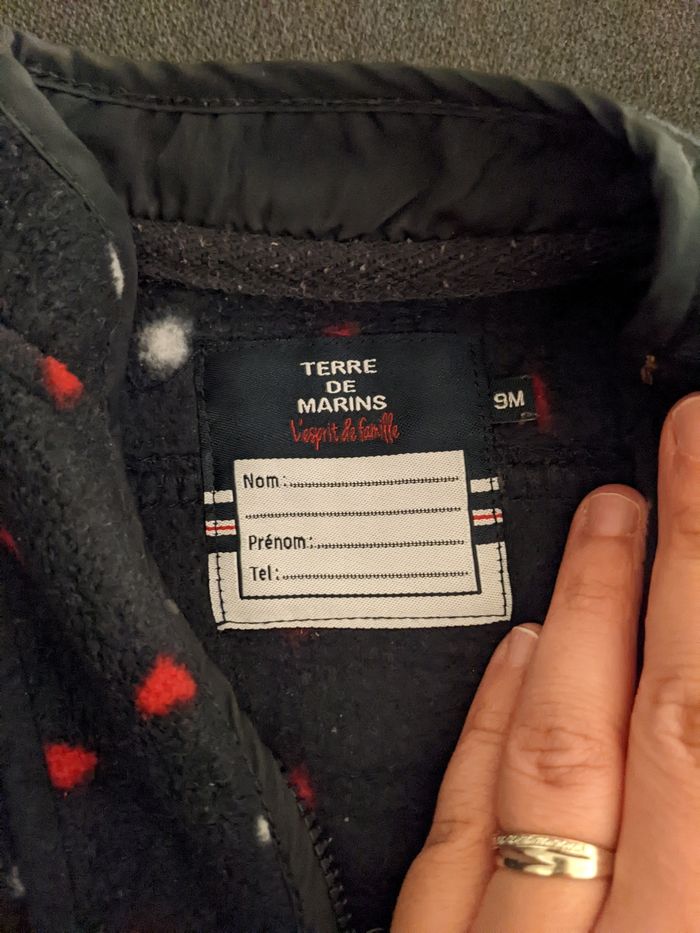 TERRE
DE
MARINS
L'esprit de famille
9M
Nom:
Prénom:
Tel: